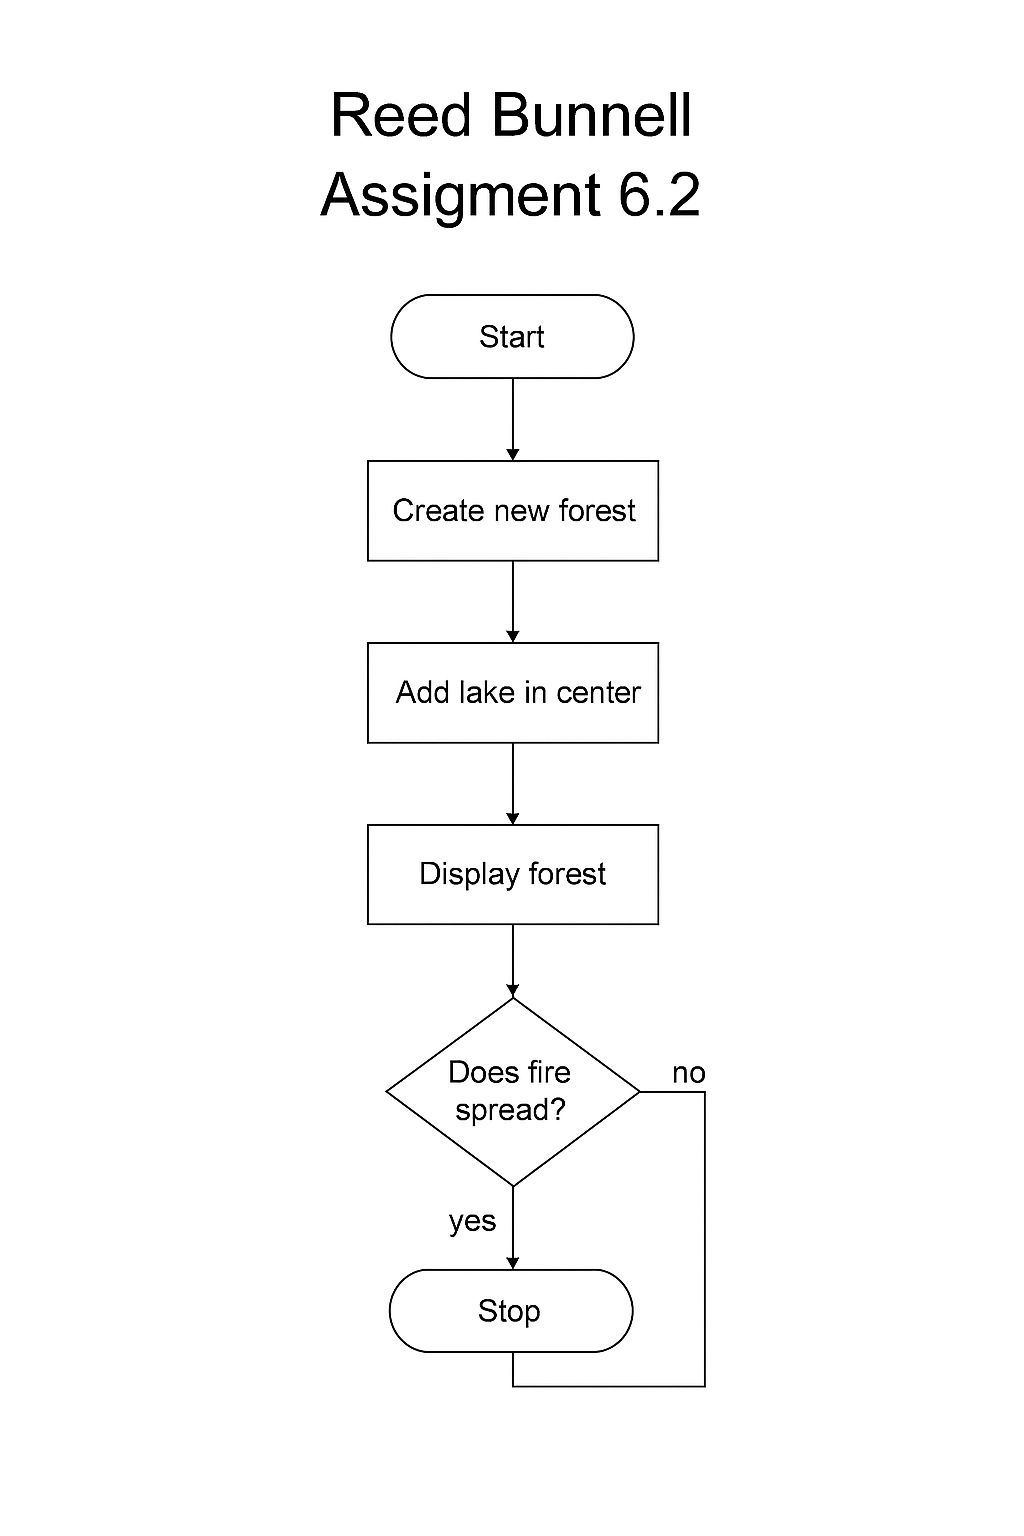 Reed Bunnell
Assigment 6.2
Start
Create new forest
Add lake in center
Display forest
Does fire
spread?
no
yes
Stop